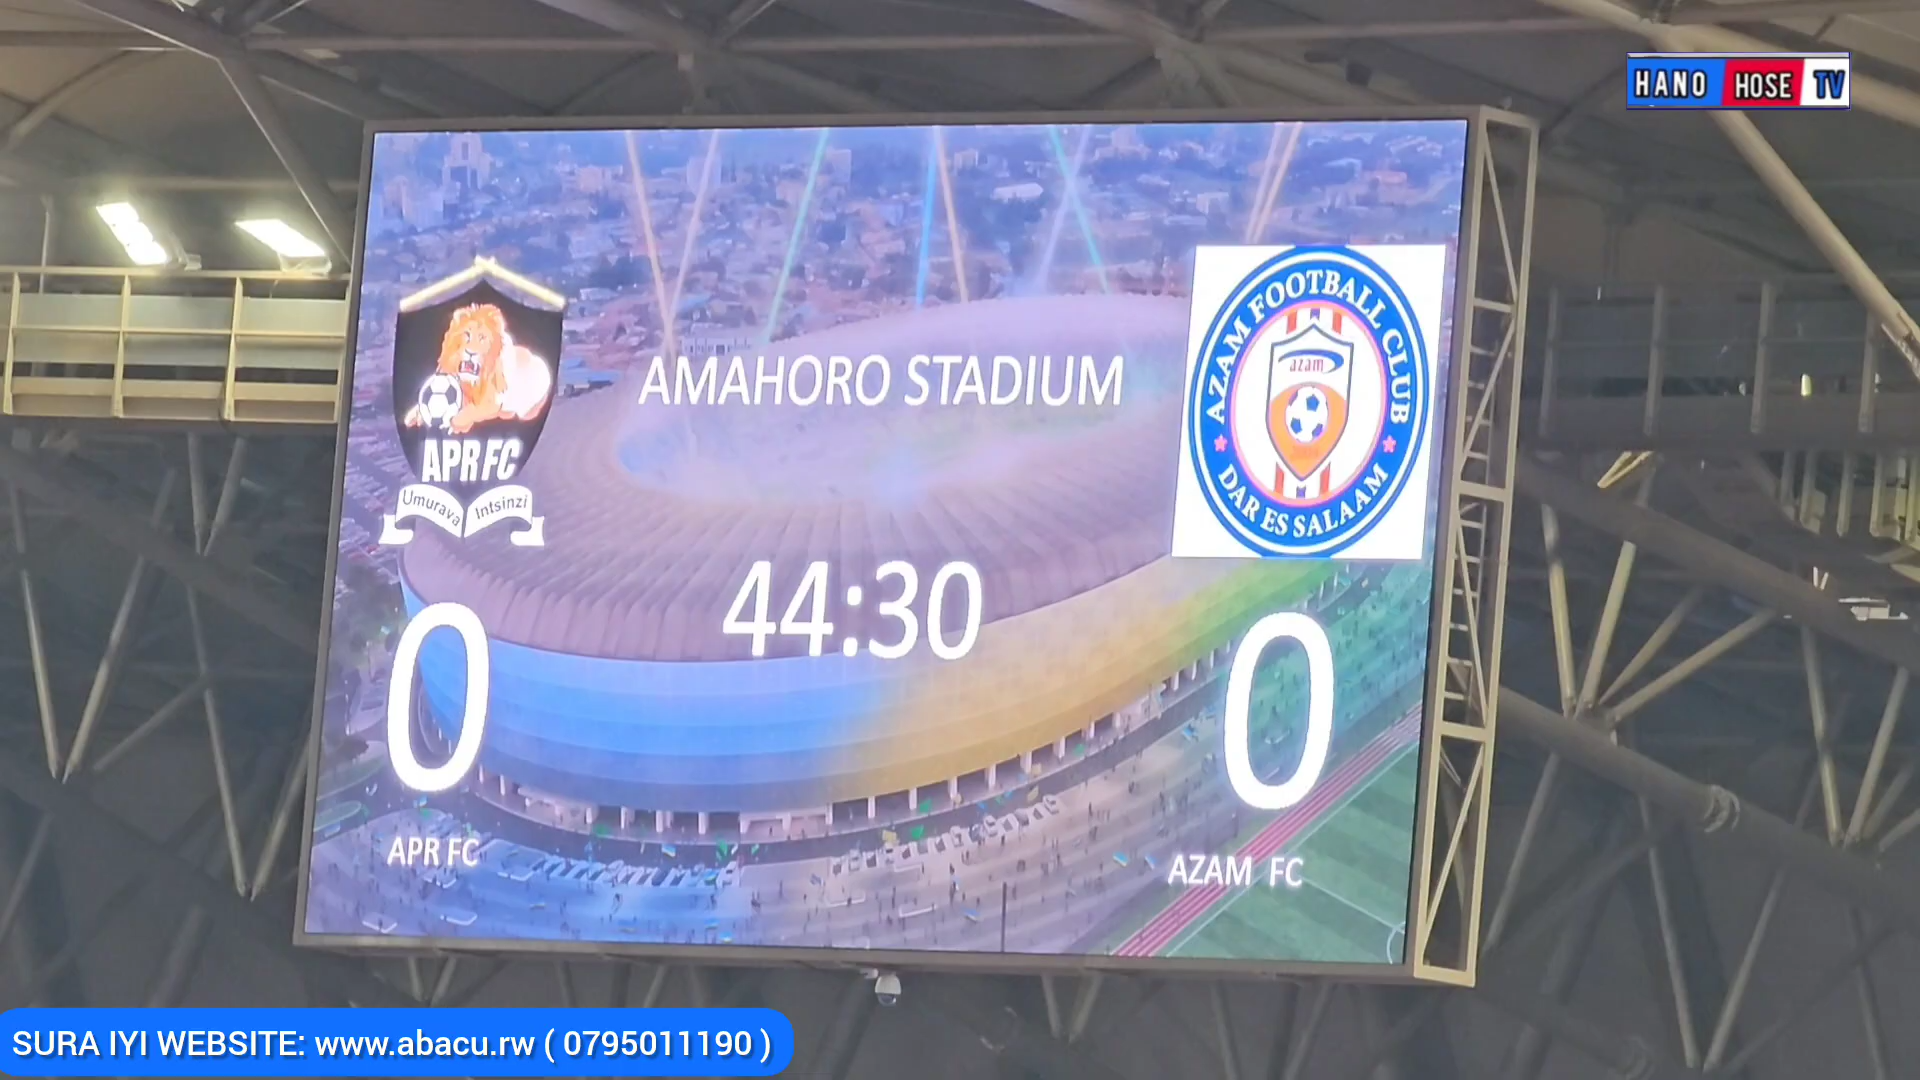 HANO HOSE TV
AMAHORO STADIUM
APR FC
Umurava Intsinzi
AZAM FOOTBALL CLUB
azam
DAR ES SALAAM
44:30
0
0
APR FC
AZAM FC
SURA IYI WEBSITE: www.abacu.rw ( 0795011190 )